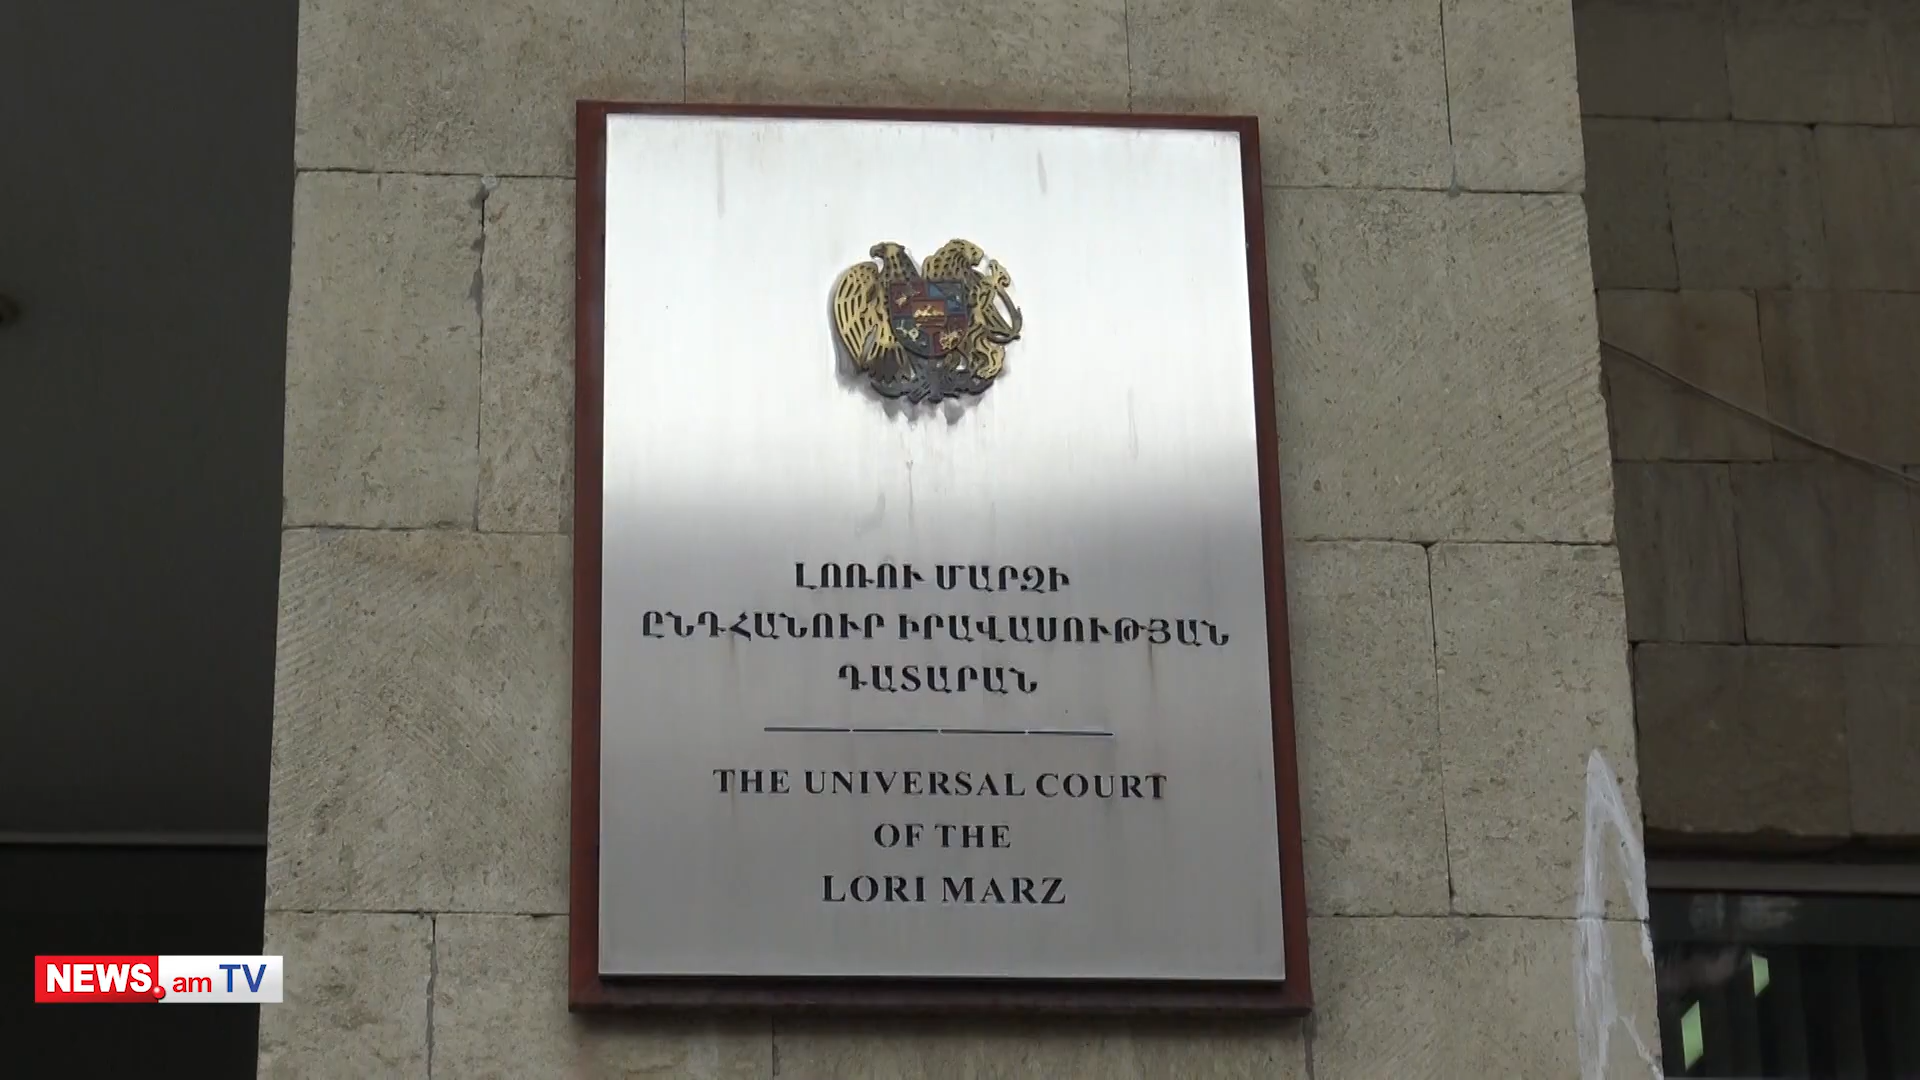 ԼՈՌՈՒ ՄԱՐԶԻ
ԸՆԴՀԱՆՈՒՐ ԻՐԱՎԱՍՈՒԹՅԱՆ
ԴԱՏԱՐԱՆ
THE UNIVERSAL COURT
OF THE
LORI MARZ
NEWS.am TV